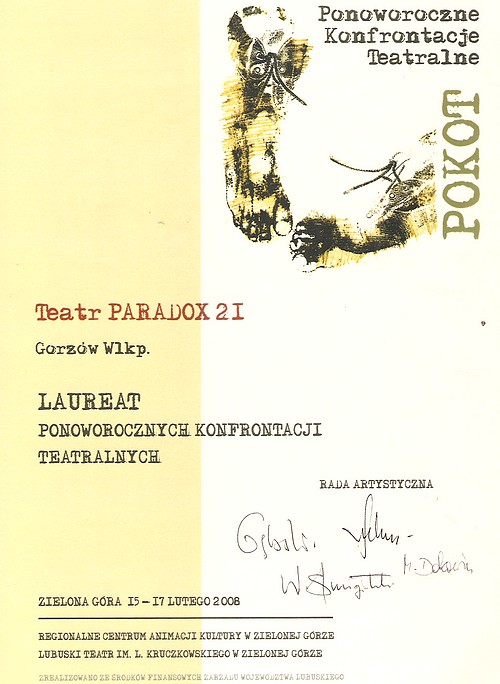 Ponoworoczne
Konfrontacje
Teatralne
POKOT
Teatr PARADOX 21
Gorzów Wlkp.
LAUREAT
PONOWOROCZNYCH KONFRONTACJI
TEATRALNYCH
RADA ARTYSTYCZNA
ZIELONA GÓRA 15-17 LUTEGO 2008
REGIONALNE CENTRUM ANIMACJI KULTURY W ZIELONEJ GÓRZE
LUBUSKI TEATR IM. L. KRUCZKOWSKIEGO W ZIELONEJ GÓRZE
ZREALIZOWANO ZE ŚRODKÓW FINANSOWYCH ZARZĄDU WOJEWÓDZTWA LUBUSKIEGO